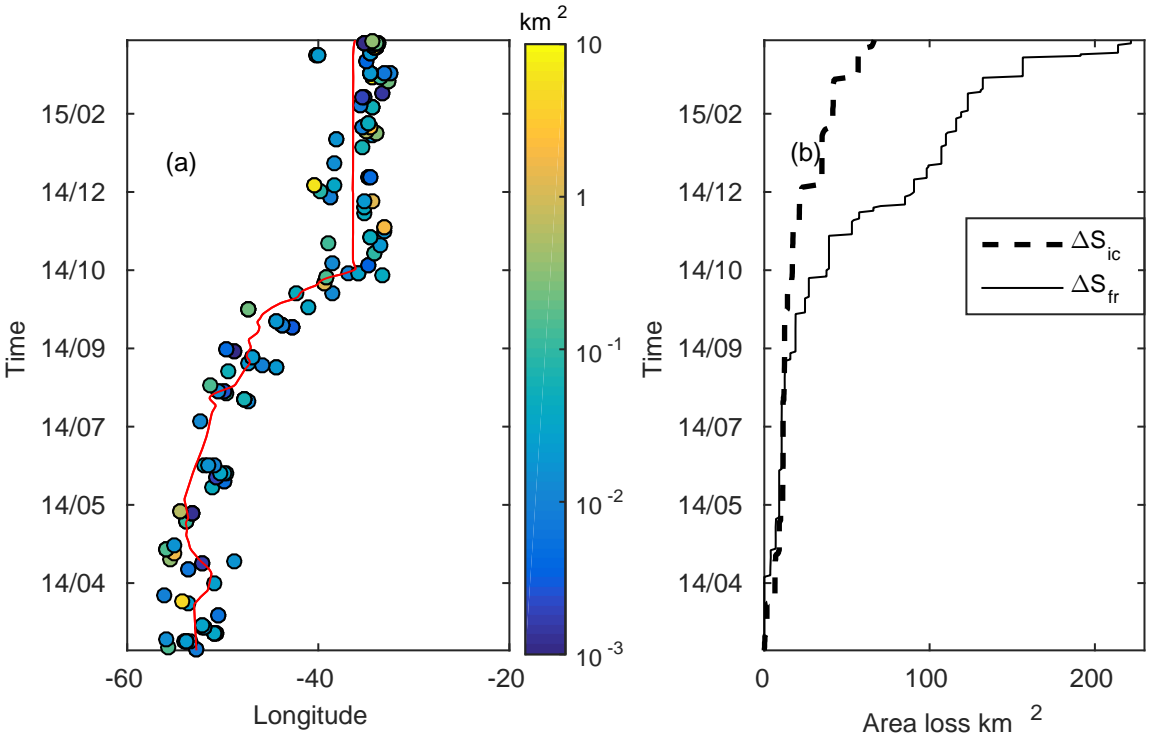 km ²
10
1
10⁻¹
10⁻²
10⁻³
(a)
Time
15/02
14/12
14/10
14/09
14/07
14/05
14/04
-60
-40
-20
Longitude
(b)
Time
15/02
14/12
14/10
14/09
14/07
14/05
14/04
ΔS_ic
ΔS_fr
0
100
200
Area loss km ²